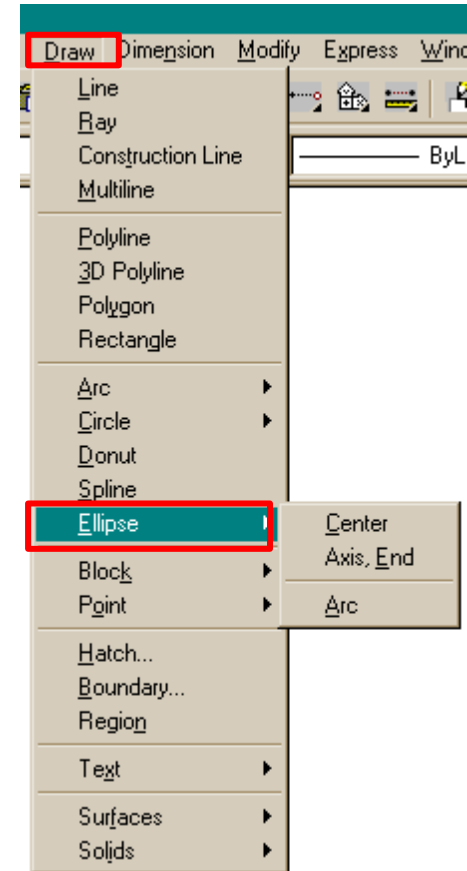 Draw Dimension Modify Express Wind
ByL
Line
Ray
Construction Line
Multiline
Polyline
3D Polyline
Polygon
Rectangle
Arc
Circle
Donut
Spline
Ellipse
Center
Axis, End
Arc
Block
Point
Hatch...
Boundary...
Region
Text
Surfaces
Solids